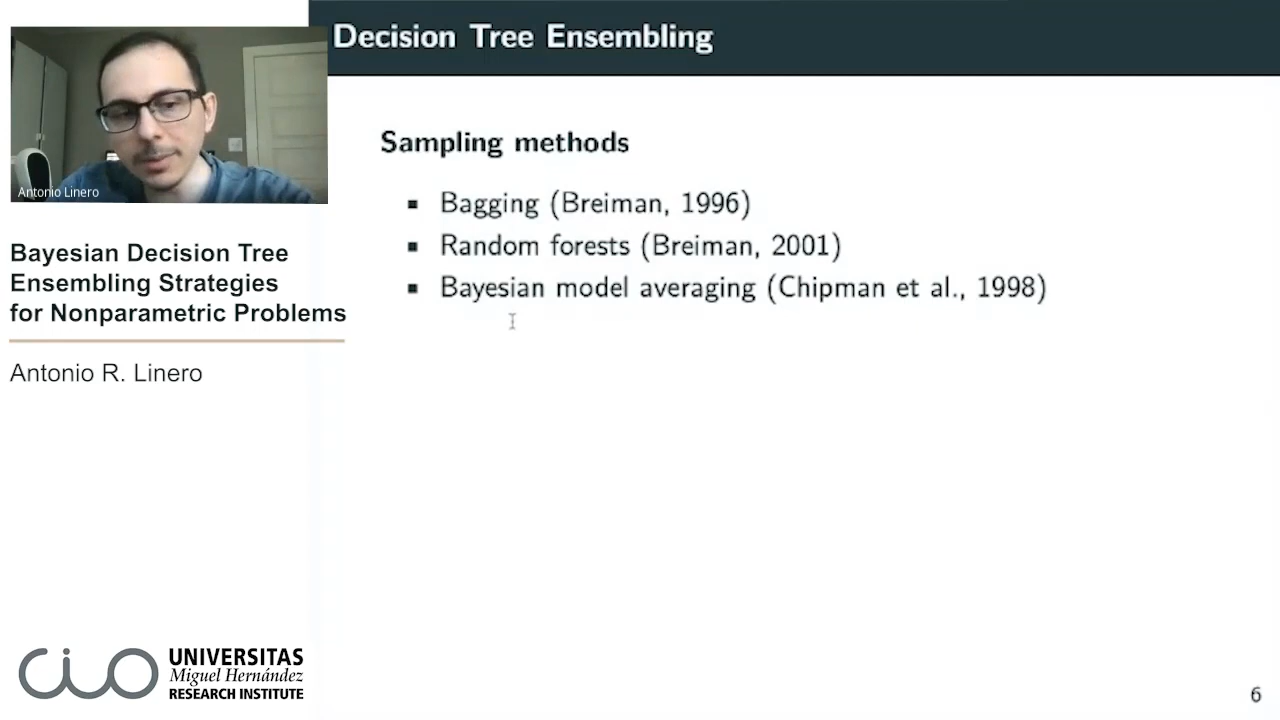 Decision Tree Ensembling
Antonio Linero
Bayesian Decision Tree
Ensembling Strategies
for Nonparametric Problems
Antonio R. Linero
Sampling methods
▪ Bagging (Breiman, 1996)
▪ Random forests (Breiman, 2001)
▪ Bayesian model averaging (Chipman et al., 1998)
CIO
UNIVERSITAS
Miguel Hernández
RESEARCH INSTITUTE
6